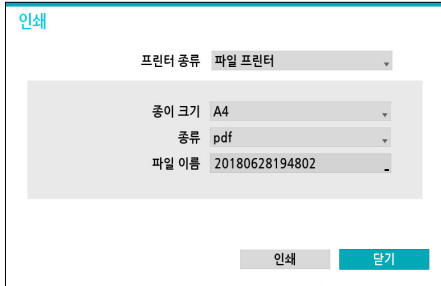 인쇄
프린터 종류 파일 프린터
종이 크기 A4
종류 pdf
파일 이름 20180628194802
인쇄 닫기